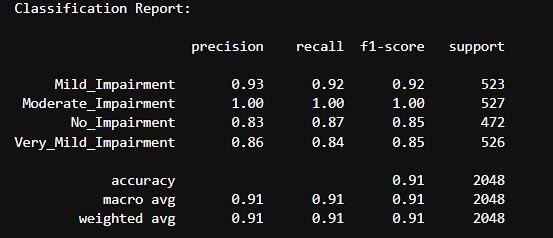 Classification Report:
precision recall f1-score support
Mild_Impairment 0.93 0.92 0.92 523
Moderate_Impairment 1.00 1.00 1.00 527
No_Impairment 0.83 0.87 0.85 472
Very_Mild_Impairment 0.86 0.84 0.85 526
accuracy 0.91 2048
macro avg 0.91 0.91 0.91 2048
weighted avg 0.91 0.91 0.91 2048